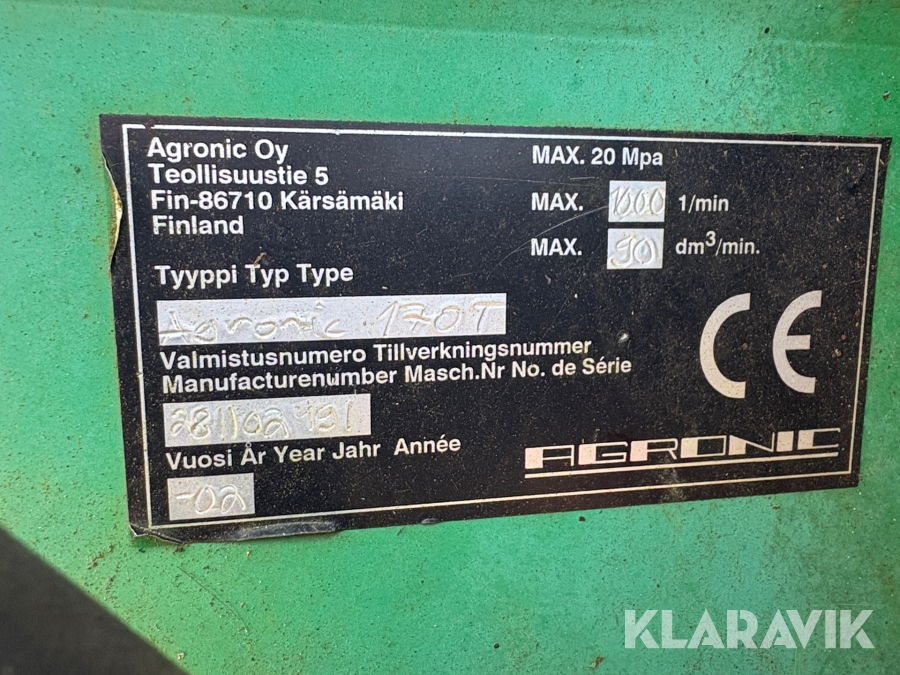 Agronic Oy
Teollisuustie 5
Fin-86710 Kärsämäki
Finland
MAX. 20 Mpa
MAX. 1000 1/min
MAX. 90 dm³/min.
Tyyppi Typ Type
Agronic 170T
Valmistusnumero Tillverkningsnummer
Manufacturenumber Masch.Nr No. de Série
Vuosi År Year Jahr Année
-02
CE
AGRONIC
KLARAVIK